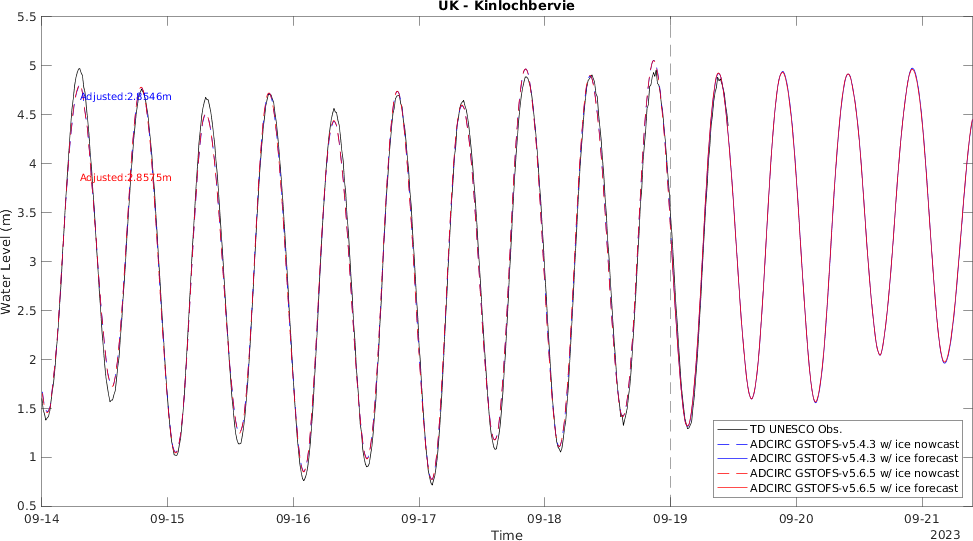 UK - Kinlochbervie
5.5
5
4.5
4
3.5
3
2.5
2
1.5
1
0.5
Water Level (m)
Adjusted:2.8546m
Adjusted:2.8575m
TD UNESCO Obs.
ADCIRC GSTOFS-v5.4.3 w/ ice nowcast
ADCIRC GSTOFS-v5.4.3 w/ ice forecast
ADCIRC GSTOFS-v5.6.5 w/ ice nowcast
ADCIRC GSTOFS-v5.6.5 w/ ice forecast
09-14 09-15 09-16 09-17 09-18 09-19 09-20 09-21
Time
2023